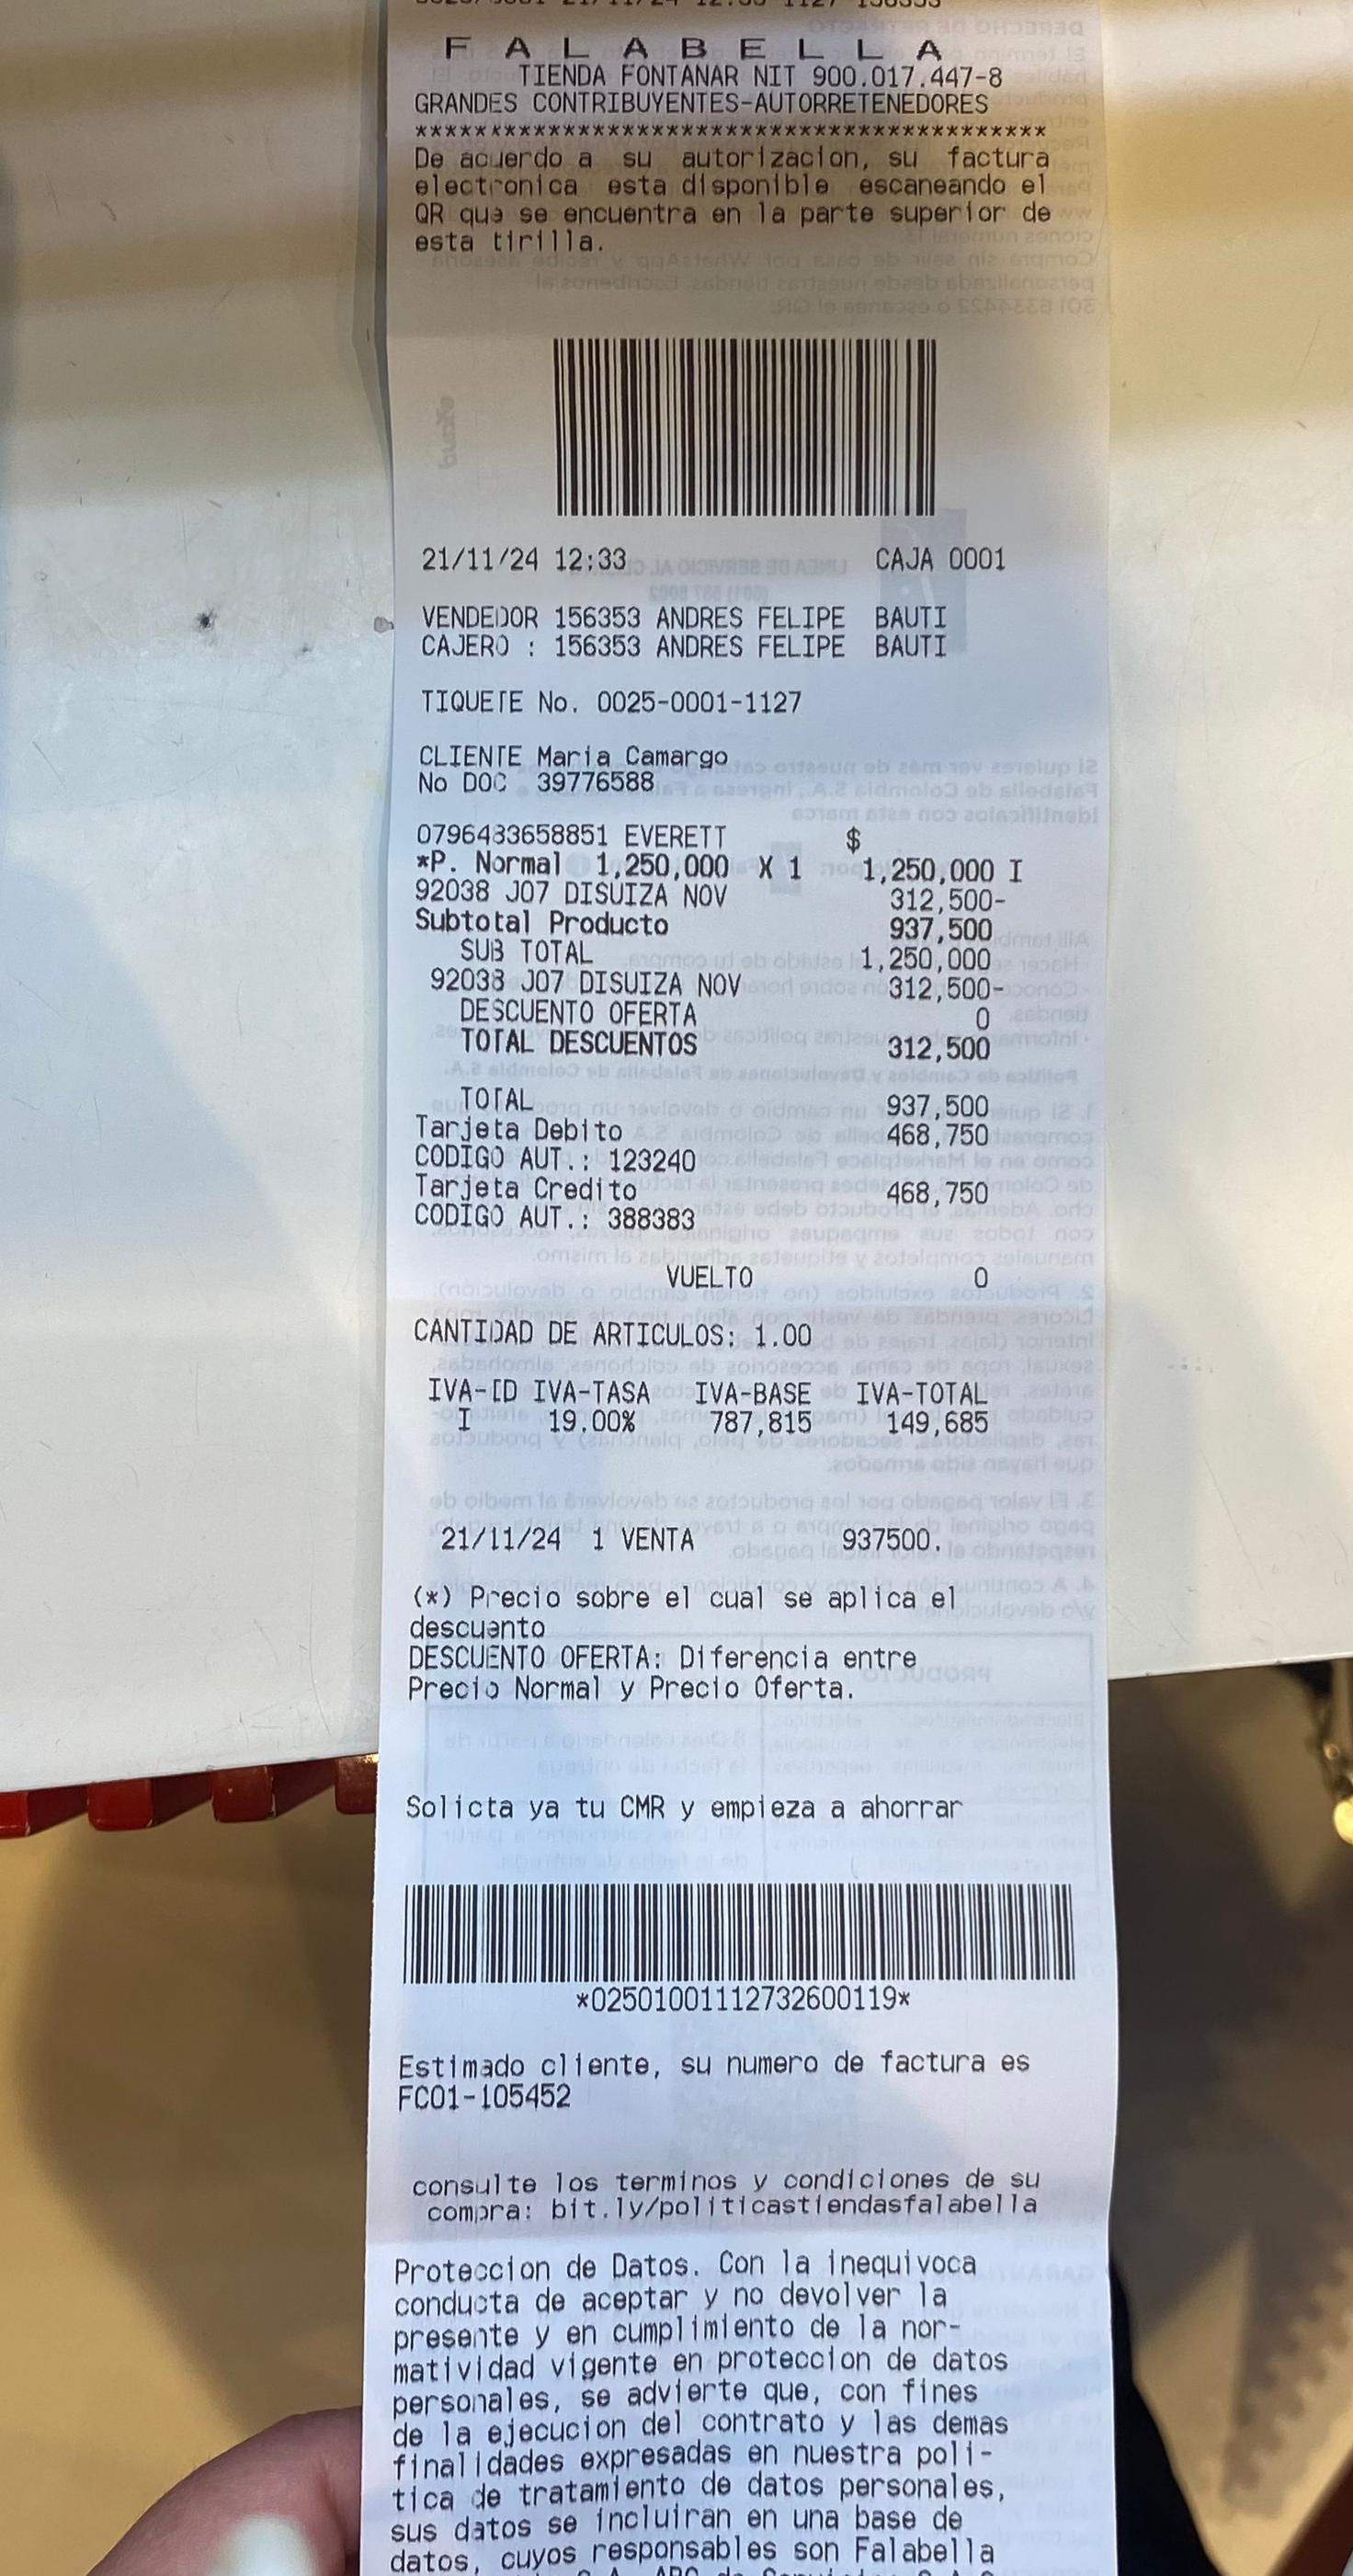 F A L A B E L L A
TIENDA FONTANAR NIT 900.017.447-8
GRANDES CONTRIBUYENTES-AUTORRETENEDORES
*******************************************
De acuerdo a su autorizacion, su factura
electronica esta disponible escaneando el
QR que se encuentra en la parte superior de
esta tirilla.
21/11/24 12:33 CAJA 0001
VENDEDOR 156353 ANDRES FELIPE BAUTI
CAJERO : 156353 ANDRES FELIPE BAUTI
TIQUETE No. 0025-0001-1127
CLIENTE Maria Camargo
No DOC 39776588
0796483658851 EVERETT $
*P. Normal 1,250,000 X 1 1,250,000 I
92038 J07 DISUIZA NOV 312,500-
Subtotal Producto 937,500
SUB TOTAL 1,250,000
92038 J07 DISUIZA NOV 312,500-
DESCUENTO OFERTA 0
TOTAL DESCUENTOS 312,500
TOTAL 937,500
Tarjeta Debito 468,750
CODIGO AUT.: 123240
Tarjeta Credito 468,750
CODIGO AUT.: 388383
VUELTO 0
CANTIDAD DE ARTICULOS: 1.00
IVA-ID IVA-TASA IVA-BASE IVA-TOTAL
I 19.00% 787,815 149,685
21/11/24 1 VENTA 937500.
(*) Precio sobre el cual se aplica el
descuento
DESCUENTO OFERTA: Diferencia entre
Precio Normal y Precio Oferta.
Solicta ya tu CMR y empieza a ahorrar
*02501001112732600119*
Estimado cliente, su numero de factura es
FC01-105452
consulte los terminos y condiciones de su
compra: bit.ly/politicastiendasfalabella
Proteccion de Datos. Con la inequivoca
conducta de aceptar y no devolver la
presente y en cumplimiento de la nor-
matividad vigente en proteccion de datos
personales, se advierte que, con fines
de la ejecucion del contrato y las demas
finalidades expresadas en nuestra poli-
tica de tratamiento de datos personales,
sus datos se incluiran en una base de
datos, cuyos responsables son Falabella